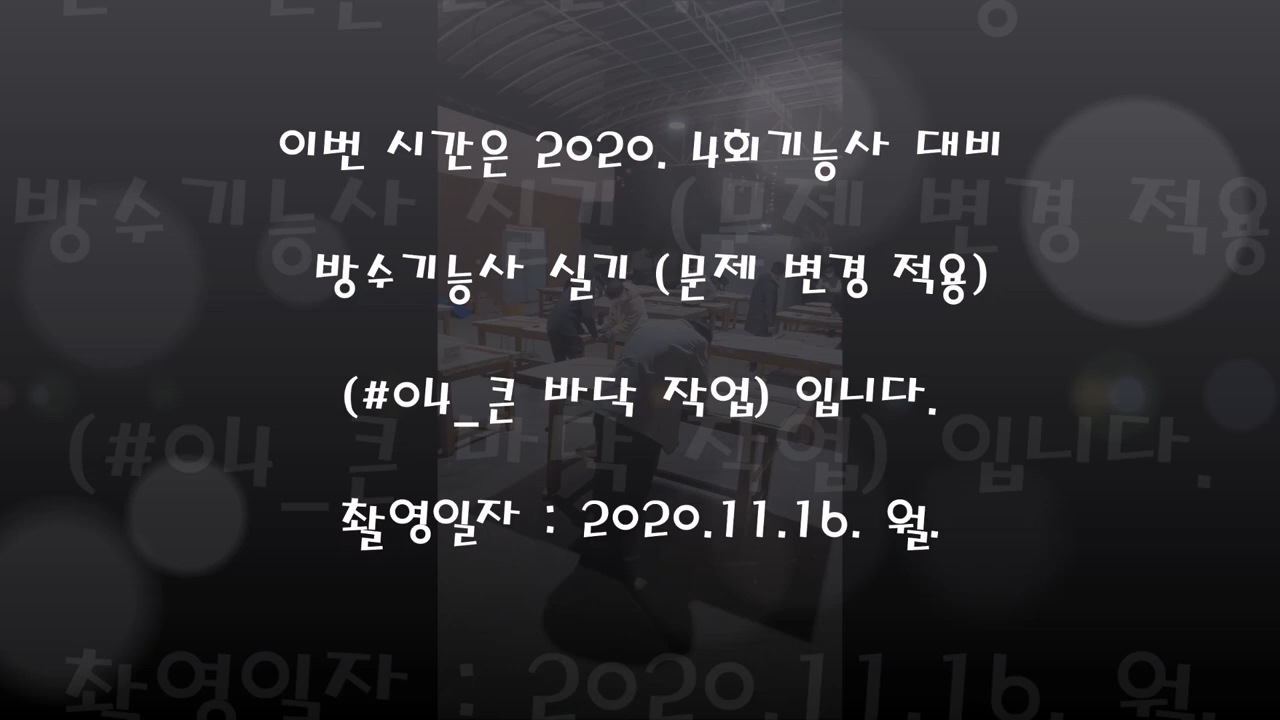 이번 시간은 2020. 4회기능사 대비
방수기능사 실기 (문제 변경 적용)
(#04_큰 바닥 작업) 입니다.
촬영일자 : 2020.11.16. 월.